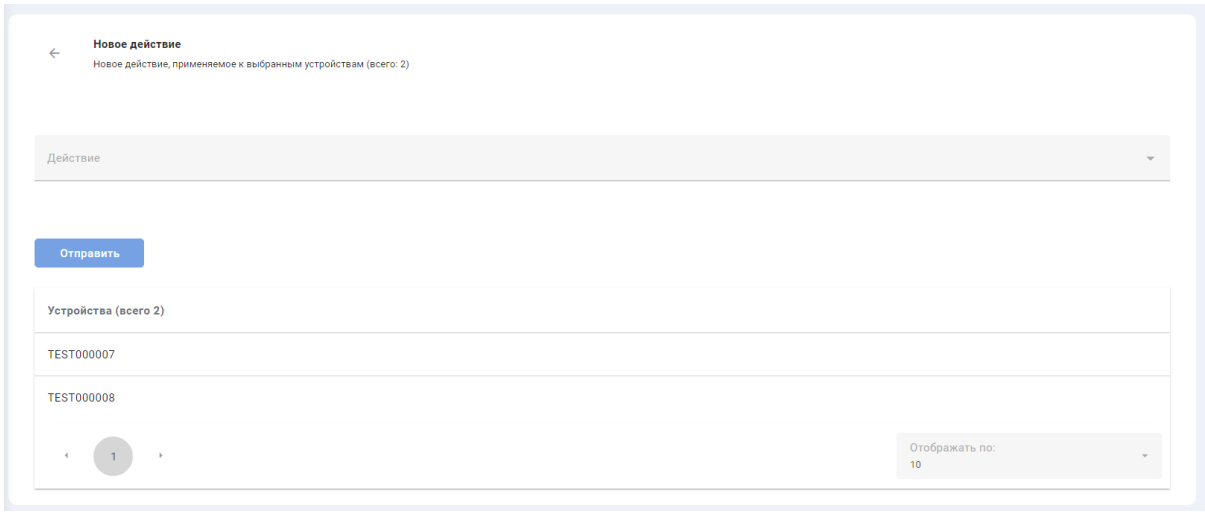 Новое действие
Новое действие, применяемое к выбранным устройствам (всего: 2)
Действие
Отправить
Устройства (всего 2)
TEST000007
TEST000008
1
Отображать по:
10